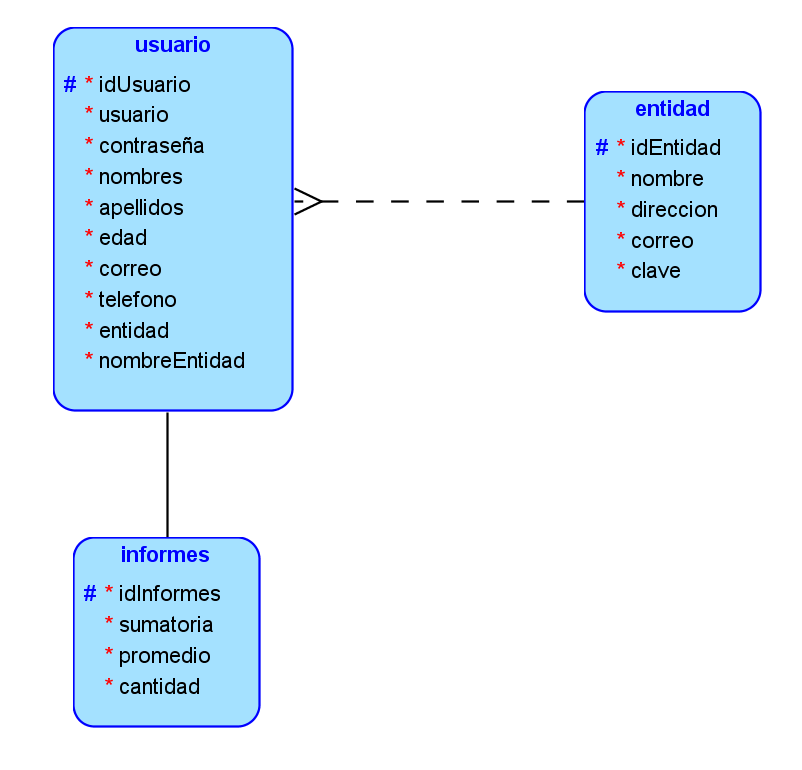 usuario
# * idUsuario
* usuario
* contraseña
* nombres
* apellidos
* edad
* correo
* telefono
* entidad
* nombreEntidad
entidad
# * idEntidad
* nombre
* direccion
* correo
* clave
informes
# * idInformes
* sumatoria
* promedio
* cantidad